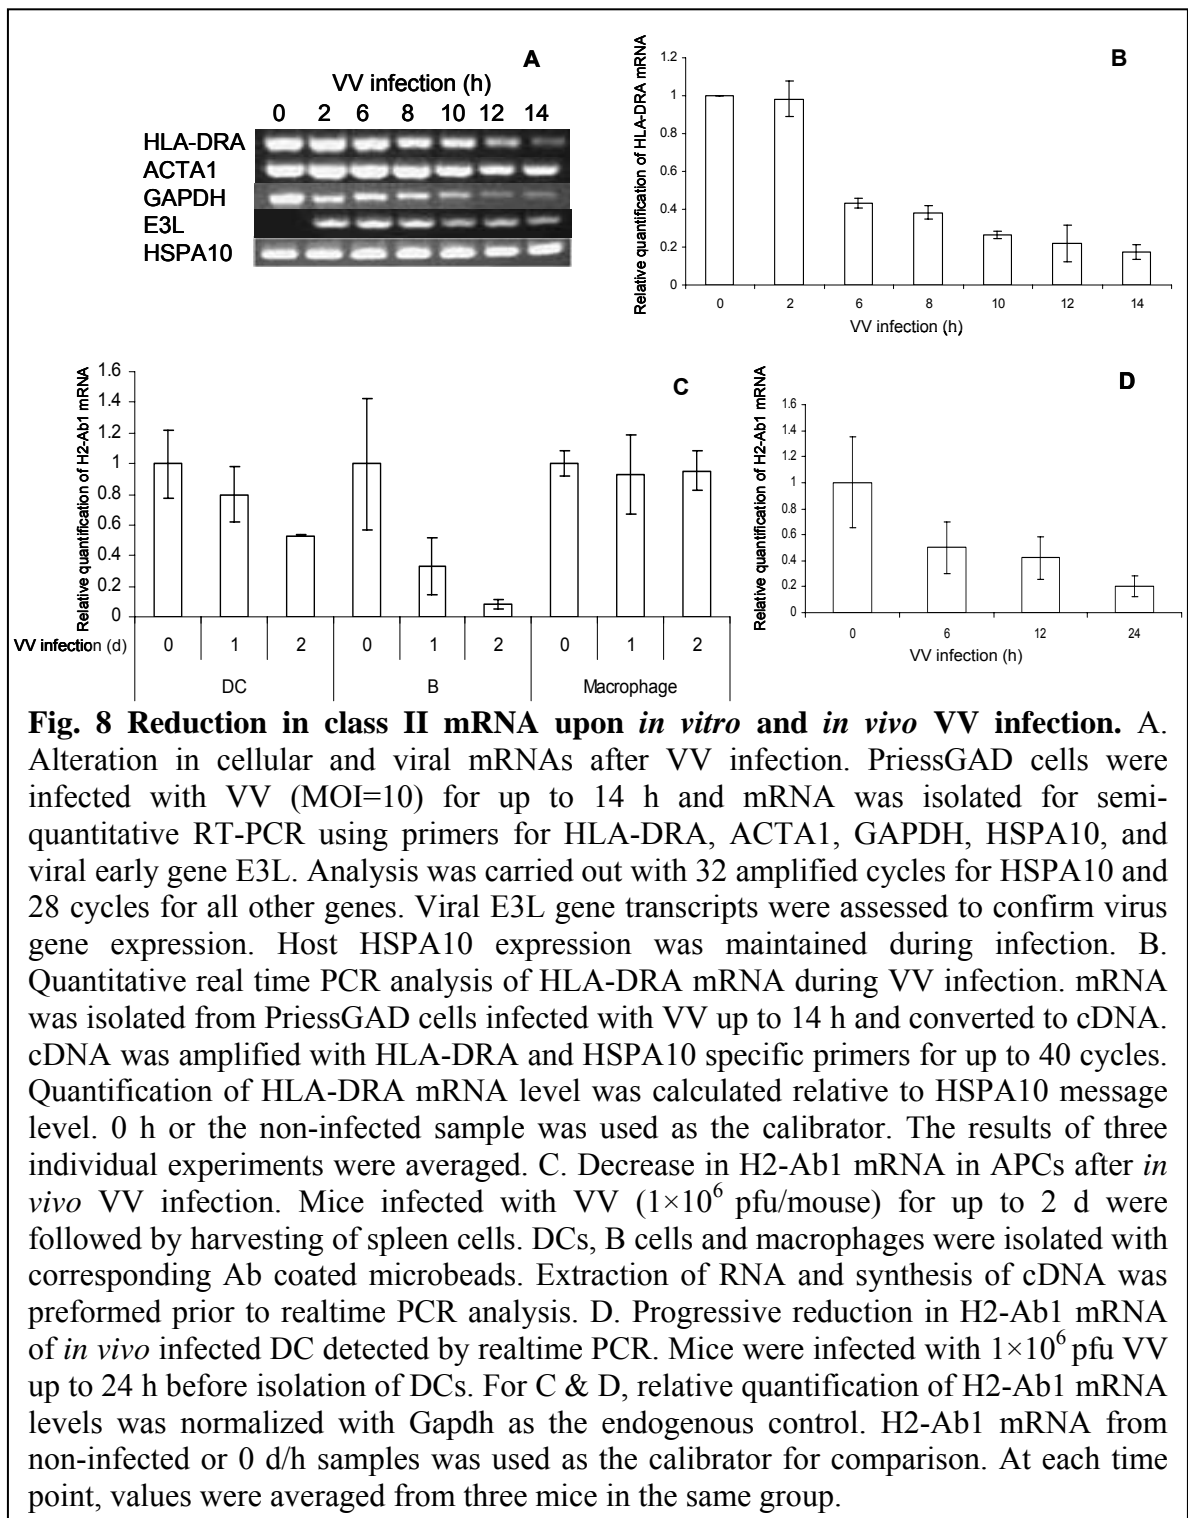 A
VV infection (h)
0 2 6 8 10 12 14
HLA-DRA
ACTA1
GAPDH
E3L
HSPA10
B
Relative quantification of HLA-DRA mRNA
1.2
1
0.8
0.6
0.4
0.2
0
0 2 6 8 10 12 14
VV infection (h)
C
Relative quantification of H2-Ab1 mRNA
1.6
1.4
1.2
1
0.8
0.6
0.4
0.2
0
VV infection (d) 0 1 2 0 1 2 0 1 2
DC B Macrophage
D
Relative quantification of H2-Ab1 mRNA
1.6
1.4
1.2
1
0.8
0.6
0.4
0.2
0
0 6 12 24
VV infection (h)
Fig. 8 Reduction in class II mRNA upon in vitro and in vivo VV infection. A.
Alteration in cellular and viral mRNAs after VV infection. PriessGAD cells were
infected with VV (MOI=10) for up to 14 h and mRNA was isolated for semi-
quantitative RT-PCR using primers for HLA-DRA, ACTA1, GAPDH, HSPA10, and
viral early gene E3L. Analysis was carried out with 32 amplified cycles for HSPA10 and
28 cycles for all other genes. Viral E3L gene transcripts were assessed to confirm virus
gene expression. Host HSPA10 expression was maintained during infection. B.
Quantitative real time PCR analysis of HLA-DRA mRNA during VV infection. mRNA
was isolated from PriessGAD cells infected with VV up to 14 h and converted to cDNA.
cDNA was amplified with HLA-DRA and HSPA10 specific primers for up to 40 cycles.
Quantification of HLA-DRA mRNA level was calculated relative to HSPA10 message
level. 0 h or the non-infected sample was used as the calibrator. The results of three
individual experiments were averaged. C. Decrease in H2-Ab1 mRNA in APCs after in
vivo VV infection. Mice infected with VV (1×10⁶ pfu/mouse) for up to 2 d were
followed by harvesting of spleen cells. DCs, B cells and macrophages were isolated with
corresponding Ab coated microbeads. Extraction of RNA and synthesis of cDNA was
preformed prior to realtime PCR analysis. D. Progressive reduction in H2-Ab1 mRNA
of in vivo infected DC detected by realtime PCR. Mice were infected with 1×10⁶ pfu VV
up to 24 h before isolation of DCs. For C & D, relative quantification of H2-Ab1 mRNA
levels was normalized with Gapdh as the endogenous control. H2-Ab1 mRNA from
non-infected or 0 d/h samples was used as the calibrator for comparison. At each time
point, values were averaged from three mice in the same group.